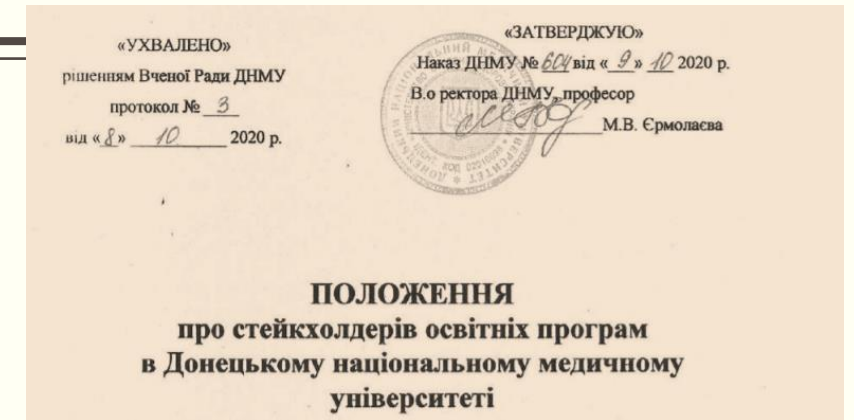 «УХВАЛЕНО»
рішенням Вченої Ради ДНМУ
протокол № 3
від «8» 10 2020 р.
«ЗАТВЕРДЖУЮ»
Наказ ДНМУ № 604 від « 9 » 10 2020 р.
В.о ректора ДНМУ, професор
М.В. Єрмолаєва
ПОЛОЖЕННЯ
про стейкхолдерів освітніх програм
в Донецькому національному медичному
університеті